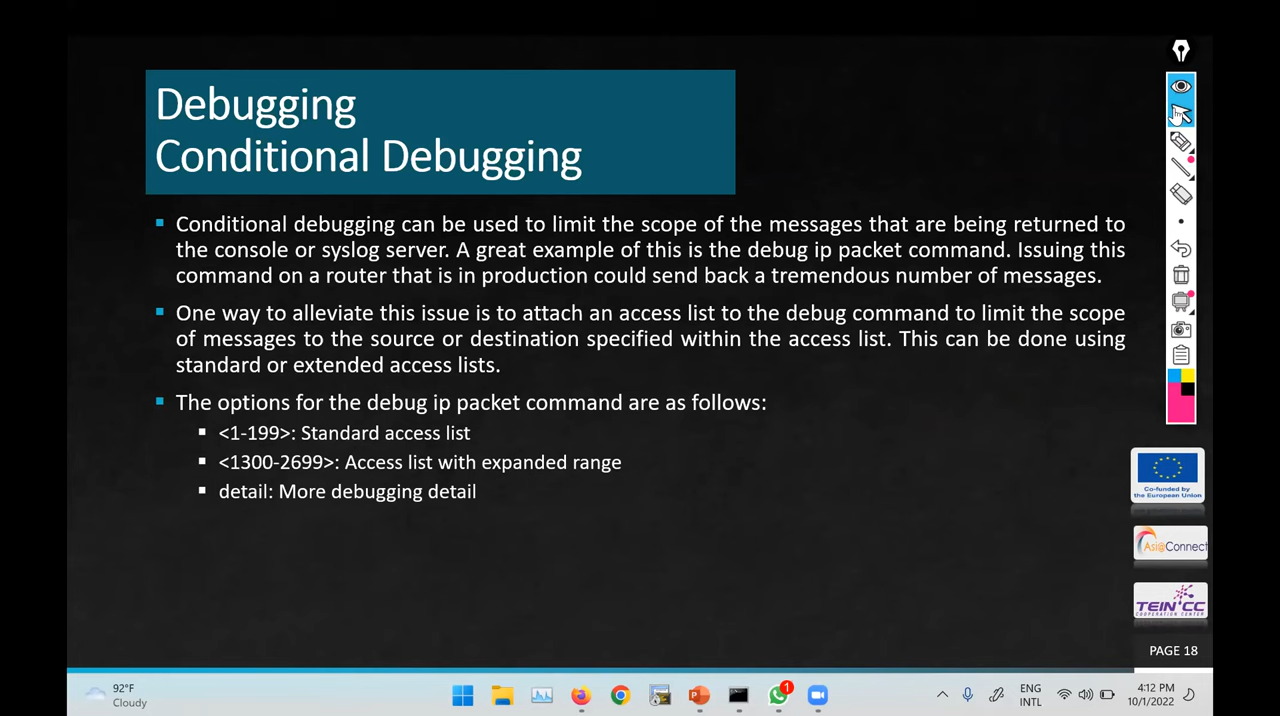 Debugging
Conditional Debugging
▪ Conditional debugging can be used to limit the scope of the messages that are being returned to
the console or syslog server. A great example of this is the debug ip packet command. Issuing this
command on a router that is in production could send back a tremendous number of messages.
▪ One way to alleviate this issue is to attach an access list to the debug command to limit the scope
of messages to the source or destination specified within the access list. This can be done using
standard or extended access lists.
▪ The options for the debug ip packet command are as follows:
▪ <1-199>: Standard access list
▪ <1300-2699>: Access list with expanded range
▪ detail: More debugging detail
Co-funded by
the European Union
Asi@Connect
TEIN*CC
COOPERATION CENTER
PAGE 18
92°F
Cloudy
1
ENG
INTL
4:12 PM
10/1/2022